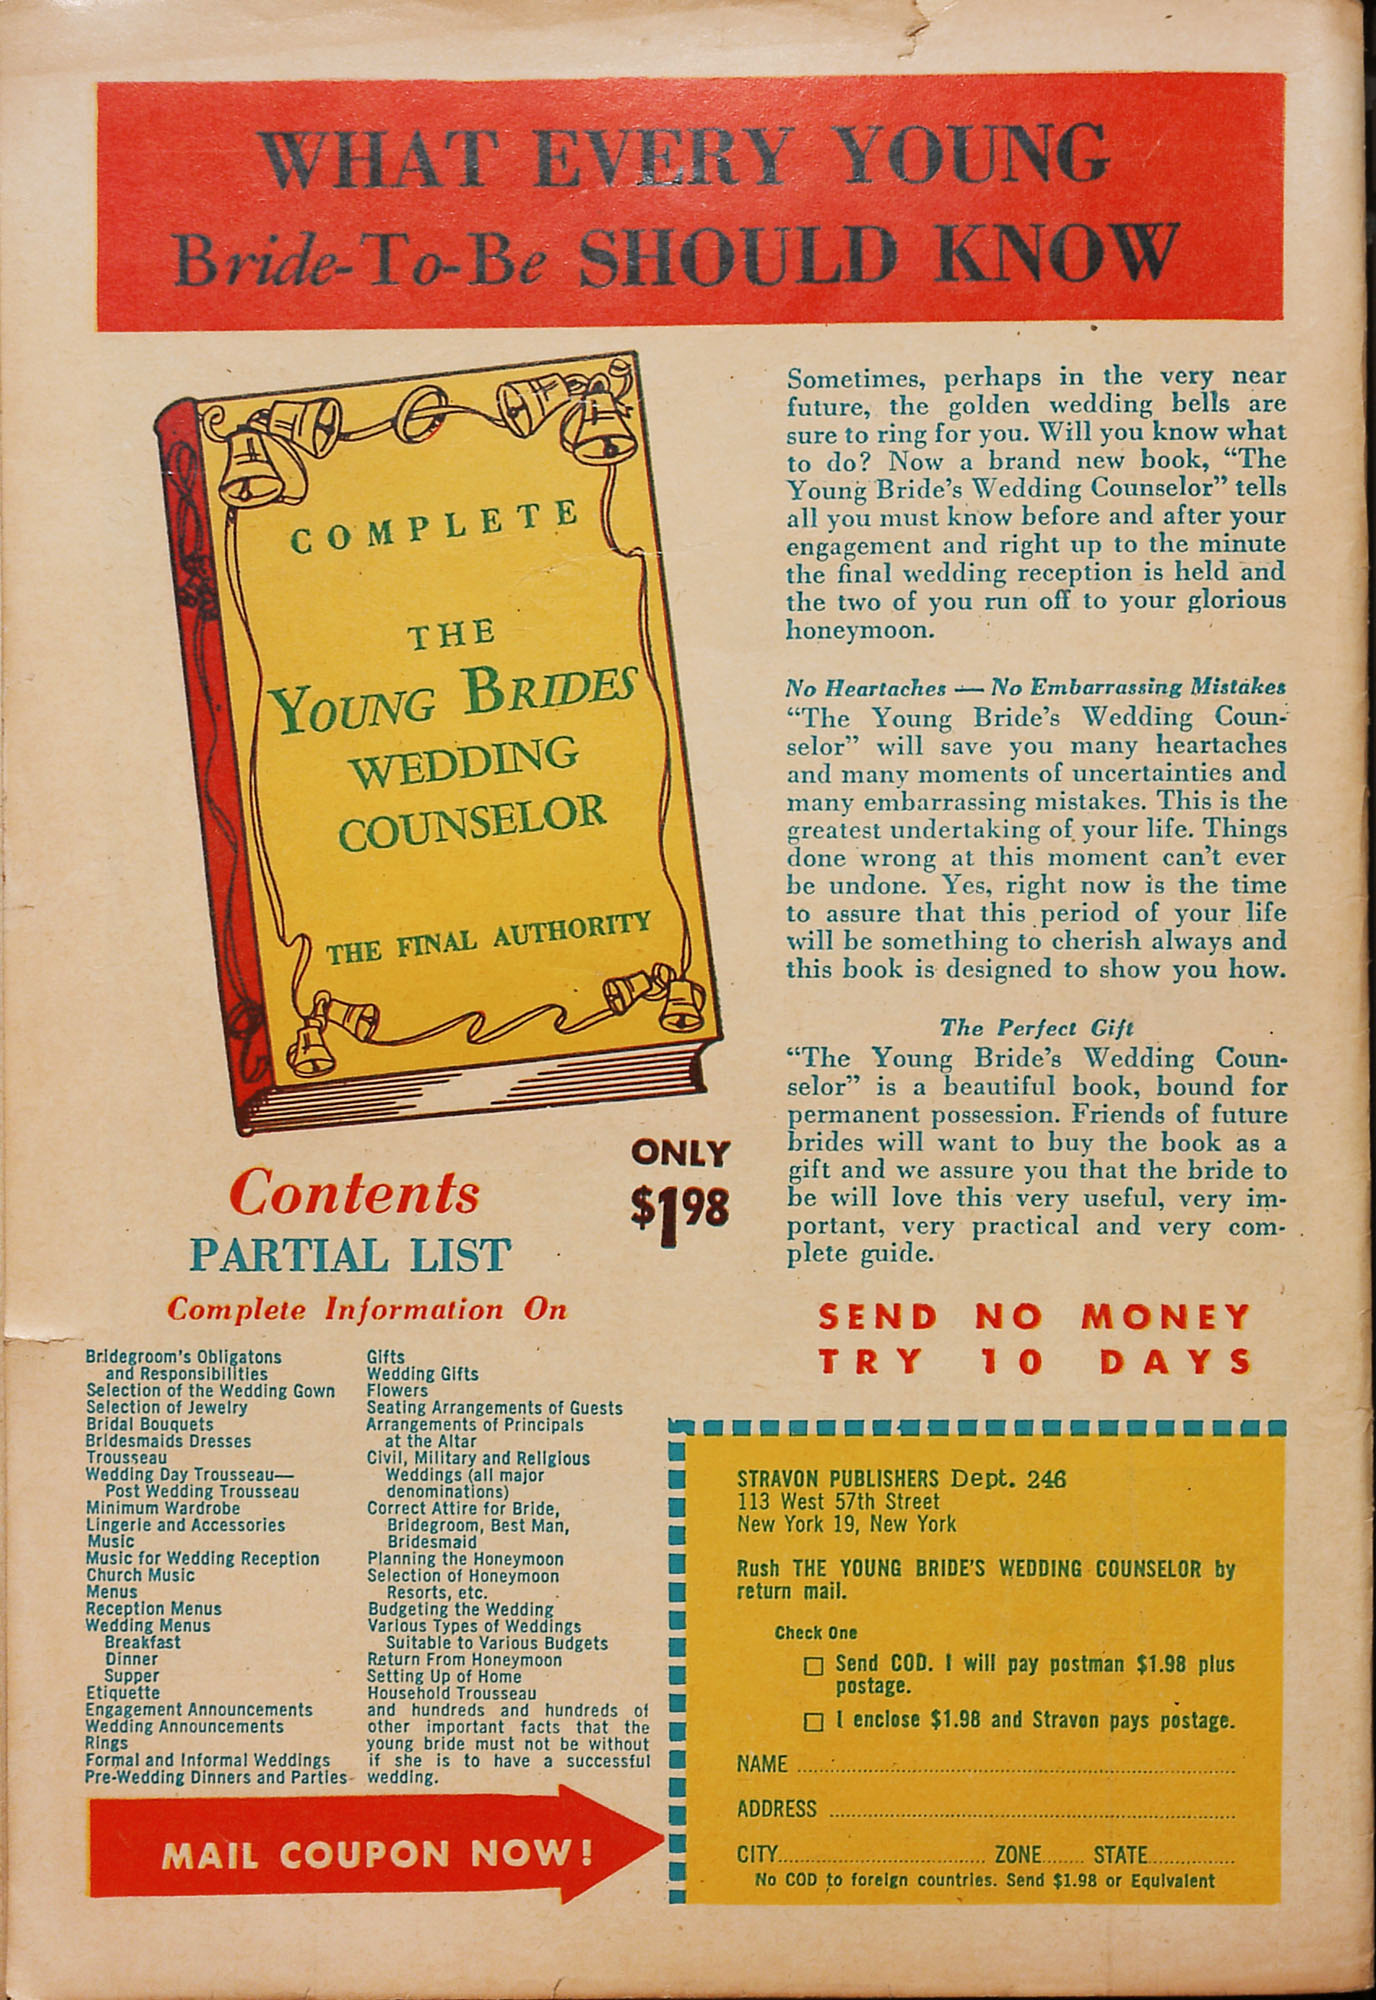 WHAT EVERY YOUNG
Bride-To-Be SHOULD KNOW
COMPLETE
THE
YOUNG BRIDES
WEDDING
COUNSELOR
THE FINAL AUTHORITY
ONLY
$1.98
Sometimes, perhaps in the very near
future, the golden wedding bells are
sure to ring for you. Will you know what
to do? Now a brand new book, “The
Young Bride’s Wedding Counselor” tells
all you must know before and after your
engagement and right up to the minute
the final wedding reception is held and
the two of you run off to your glorious
honeymoon.
No Heartaches — No Embarrassing Mistakes
“The Young Bride’s Wedding Coun-
selor” will save you many heartaches
and many moments of uncertainties and
many embarrassing mistakes. This is the
greatest undertaking of your life. Things
done wrong at this moment can’t ever
be undone. Yes, right now is the time
to assure that this period of your life
will be something to cherish always and
this book is designed to show you how.
The Perfect Gift
“The Young Bride’s Wedding Coun-
selor” is a beautiful book, bound for
permanent possession. Friends of future
brides will want to buy the book as a
gift and we assure you that the bride to
be will love this very useful, very im-
portant, very practical and very com-
plete guide.
Contents
PARTIAL LIST
Complete Information On
Bridegroom's Obligatons
and Responsibilities
Selection of the Wedding Gown
Selection of Jewelry
Bridal Bouquets
Bridesmaids Dresses
Trousseau
Wedding Day Trousseau—
Post Wedding Trousseau
Minimum Wardrobe
Lingerie and Accessories
Music
Music for Wedding Reception
Church Music
Menus
Reception Menus
Wedding Menus
Breakfast
Dinner
Supper
Etiquette
Engagement Announcements
Wedding Announcements
Rings
Formal and Informal Weddings
Pre-Wedding Dinners and Parties
Gifts
Wedding Gifts
Flowers
Seating Arrangements of Guests
Arrangements of Principals
at the Altar
Civil, Military and Religious
Weddings (all major
denominations)
Correct Attire for Bride,
Bridegroom, Best Man,
Bridesmaid
Planning the Honeymoon
Selection of Honeymoon
Resorts, etc.
Budgeting the Wedding
Various Types of Weddings
Suitable to Various Budgets
Return From Honeymoon
Setting Up of Home
Household Trousseau
and hundreds and hundreds of
other important facts that the
young bride must not be without
if she is to have a successful
wedding.
MAIL COUPON NOW!
SEND NO MONEY
TRY 10 DAYS
STRAVON PUBLISHERS Dept. 246
113 West 57th Street
New York 19, New York
Rush THE YOUNG BRIDE'S WEDDING COUNSELOR by
return mail.
Check One
Send COD. I will pay postman $1.98 plus
postage.
I enclose $1.98 and Stravon pays postage.
NAME
ADDRESS
CITY ZONE STATE
No COD to foreign countries. Send $1.98 or Equivalent